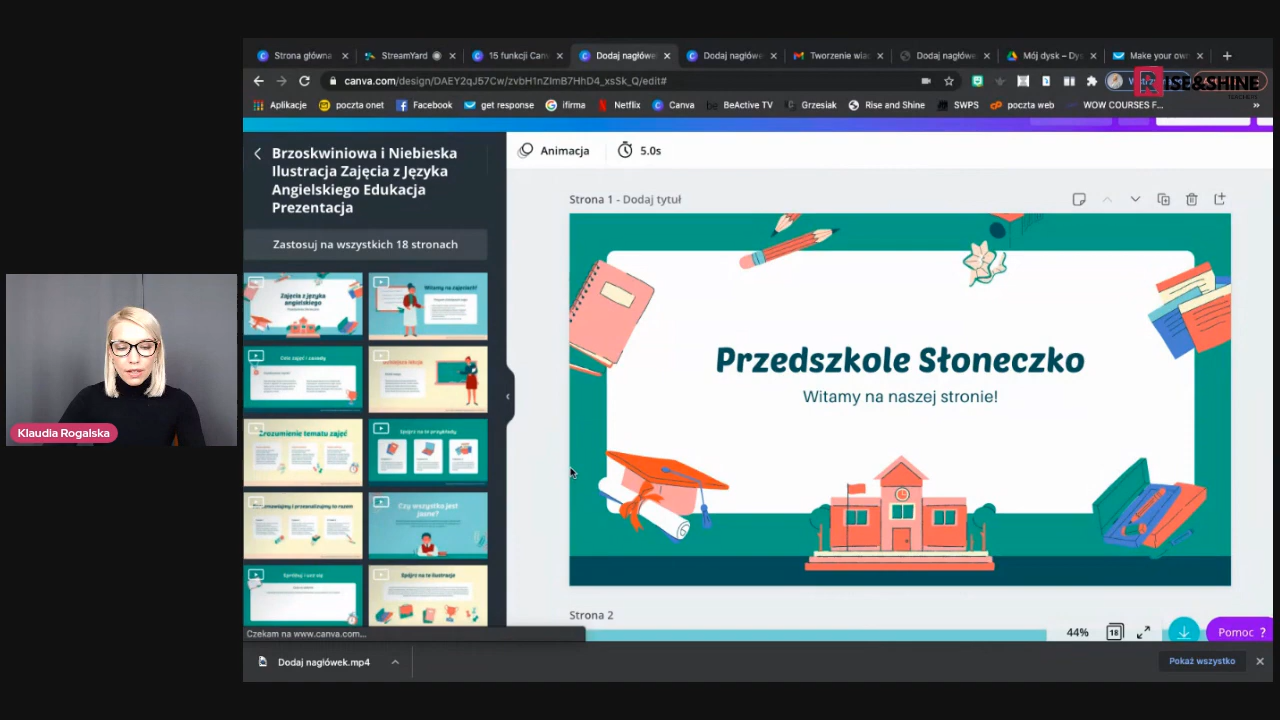 Strona główna
StreamYard
15 funkcji Can
Dodaj nagłówe
Dodaj nagłówe
Tworzenie wia
Dodaj nagłówe
Mój dysk – Dy
Make your own
canva.com/design/DAEY2qJ57Cw/zvbH1nZImB7HhD4_xsSk_Q/edit#
RISE&SHINE
Aplikacje
poczta onet
Facebook
get response
ifirma
Netflix
Canva
BeActive TV
Grzesiak
Rise and Shine
SWPS
poczta web
WOW COURSES F...
Brzoskwiniowa i Niebieska
Ilustracja Zajęcia z Języka
Angielskiego Edukacja
Prezentacja
Zastosuj na wszystkich 18 stronach
Zajęcia z języka
angielskiego
Witamy na zajęciach!
Cele zajęć i zasady
Zrozumienie tematu zajęć
Spójrz na te przykłady
Czy wszystko jest
jasne?
Spróbuj i ucz się
Spójrz na te ilustracje
Animacja
5.0s
Strona 1 - Dodaj tytuł
Przedszkole Słoneczko
Witamy na naszej stronie!
Strona 2
44%
18
Pomoc ?
Klaudia Rogalska
Czekam na www.canva.com...
Dodaj nagłówek.mp4
Pokaż wszystko